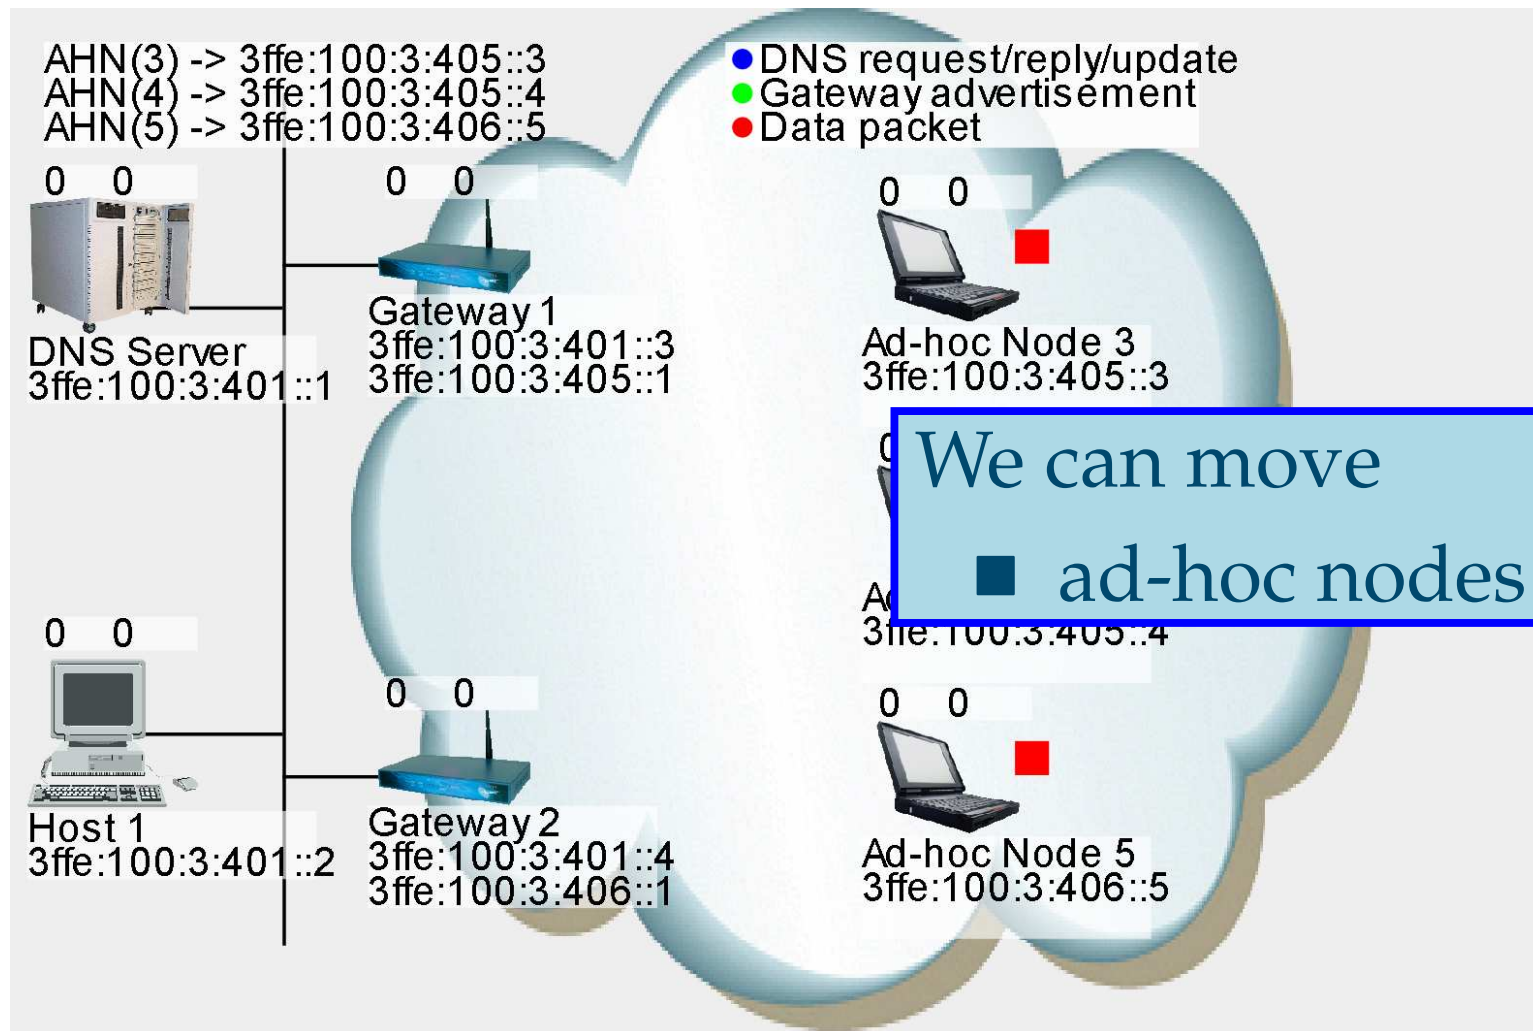 AHN(3) -> 3ffe:100:3:405::3
AHN(4) -> 3ffe:100:3:405::4
AHN(5) -> 3ffe:100:3:406::5
DNS request/reply/update
Gateway advertisement
Data packet
0 0
0 0
0 0
DNS Server
3ffe:100:3:401::1
Gateway 1
3ffe:100:3:401::3
3ffe:100:3:405::1
Ad-hoc Node 3
3ffe:100:3:405::3
We can move
■ ad-hoc nodes
3ffe:100:3:405::4
0 0
0 0
0 0
Host 1
3ffe:100:3:401::2
Gateway 2
3ffe:100:3:401::4
3ffe:100:3:406::1
Ad-hoc Node 5
3ffe:100:3:406::5